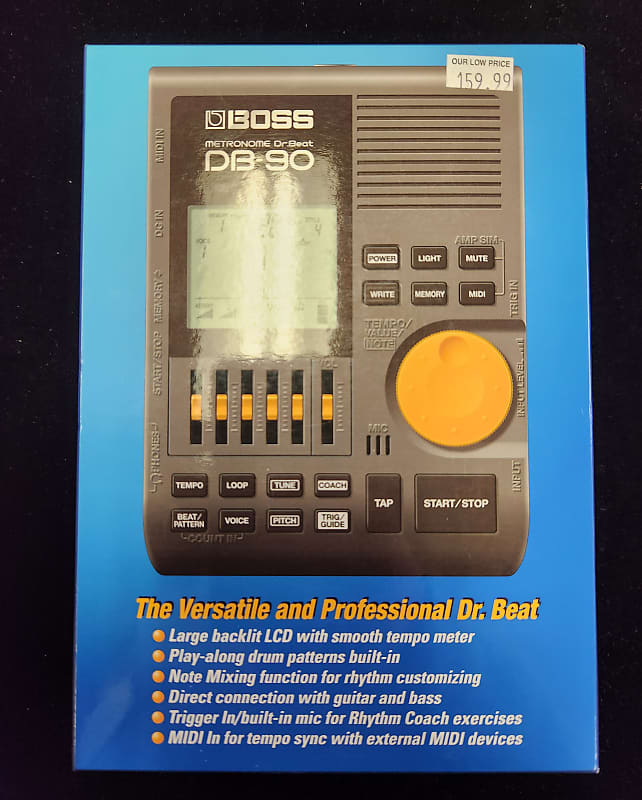 OUR LOW PRICE
159.99
BOSS
METRONOME Dr.Beat
DB-90
MIDI IN
DC IN
MEMORY
START/STOP
PHONES
AMP SIM
POWER
LIGHT
MUTE
WRITE
MEMORY
MIDI
TRIG IN
TEMPO/
VALUE/
NOTE
INPUT LEVEL
INPUT
MIC
TEMPO
LOOP
TUNE
COACH
TAP
START/STOP
BEAT/
PATTERN
VOICE
PITCH
TRIG/
GUIDE
COUNT IN
The Versatile and Professional Dr. Beat
Large backlit LCD with smooth tempo meter
Play-along drum patterns built-in
Note Mixing function for rhythm customizing
Direct connection with guitar and bass
Trigger In/built-in mic for Rhythm Coach exercises
MIDI In for tempo sync with external MIDI devices